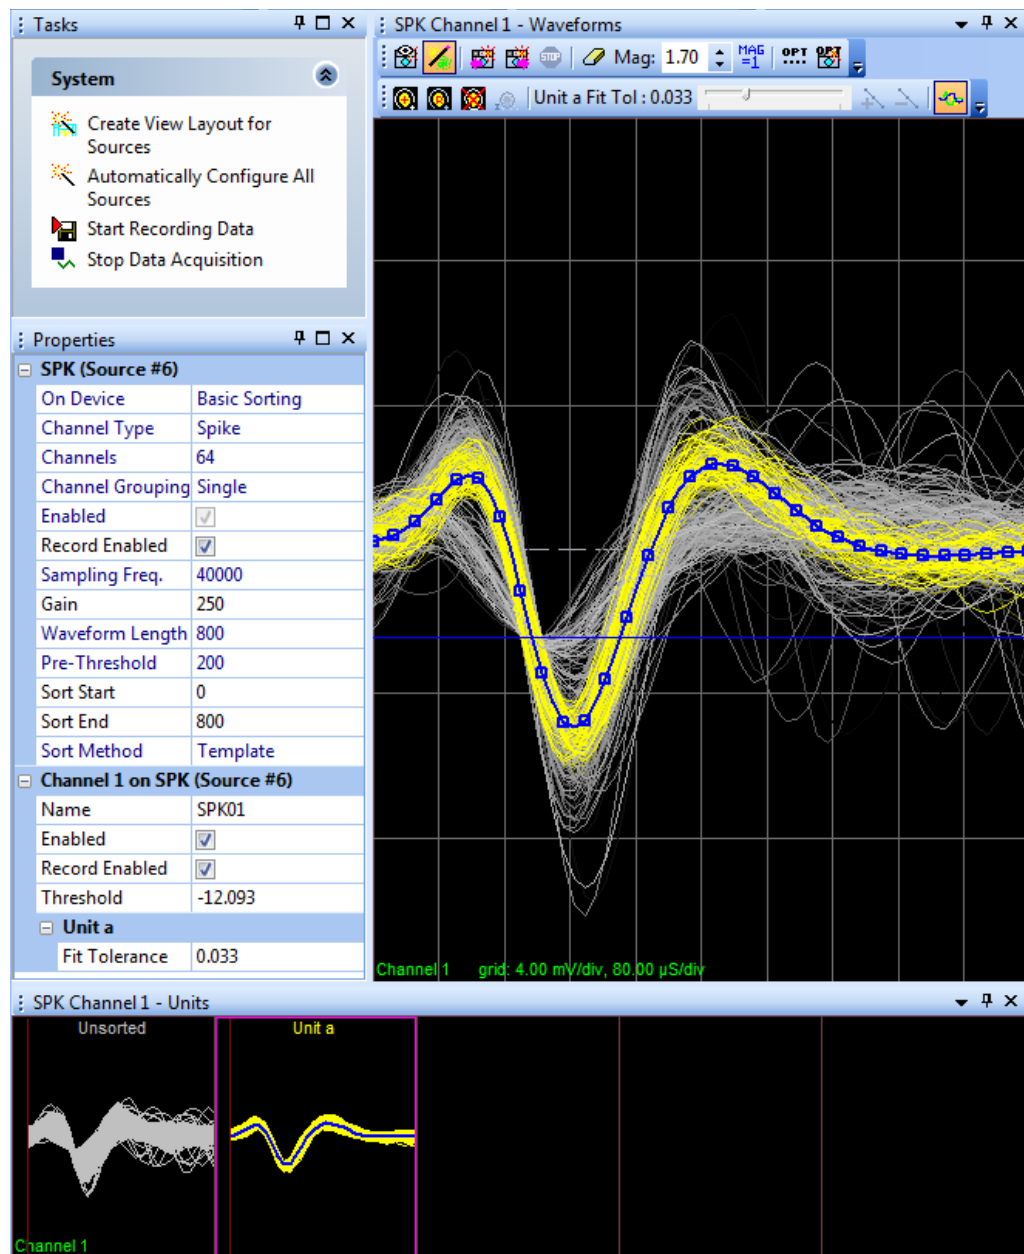 Tasks
System
Create View Layout for
Sources
Automatically Configure All
Sources
Start Recording Data
Stop Data Acquisition
Properties
SPK (Source #6)
On Device Basic Sorting
Channel Type Spike
Channels 64
Channel Grouping Single
Enabled
Record Enabled
Sampling Freq. 40000
Gain 250
Waveform Length 800
Pre-Threshold 200
Sort Start 0
Sort End 800
Sort Method Template
Channel 1 on SPK (Source #6)
Name SPK01
Enabled
Record Enabled
Threshold -12.093
Unit a
Fit Tolerance 0.033
SPK Channel 1 - Waveforms
STOP Mag: 1.70 MAG =1 OPT OPT
Unit a Fit Tol : 0.033
Channel 1 grid: 4.00 mV/div, 80.00 µS/div
SPK Channel 1 - Units
Unsorted Unit a
Channel 1